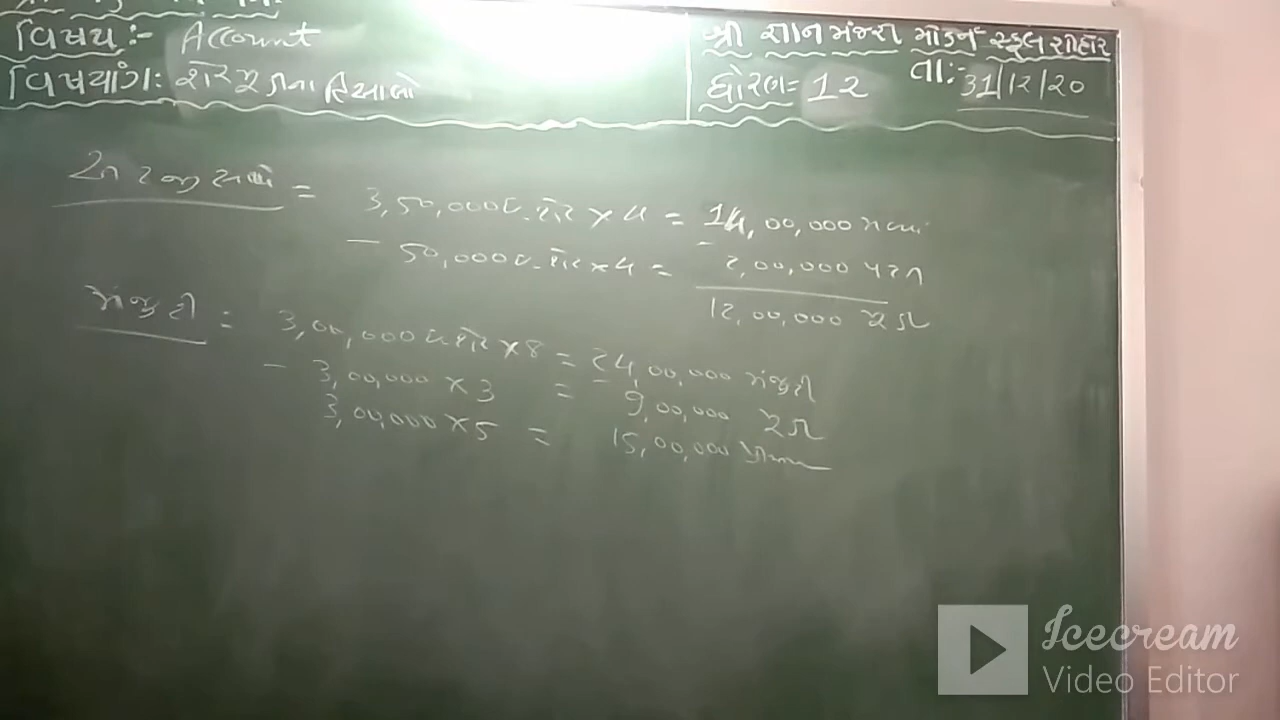 વિષય:- Account
વિષયાંગ: શેરમૂડીના હિસાબો
શ્રી જ્ઞાનમંજરી મોડર્ન સ્કુલ સીહોર
ધોરણ:- 12 તા:- 31/12/20
= 3,50,000 ઇ.શેર × 4 = 14,00,000 મળ્યા
- 50,000 ઇ.શેર × 4 = - 2,00,000 પરત
12,00,000
મંજુરી = 3,00,000 ઇ.શેર × 8 = 24,00,000 મંજુરી
- 3,00,000 × 3 = - 9,00,000
3,00,000 × 5 = 15,00,000
Icecream
Video Editor